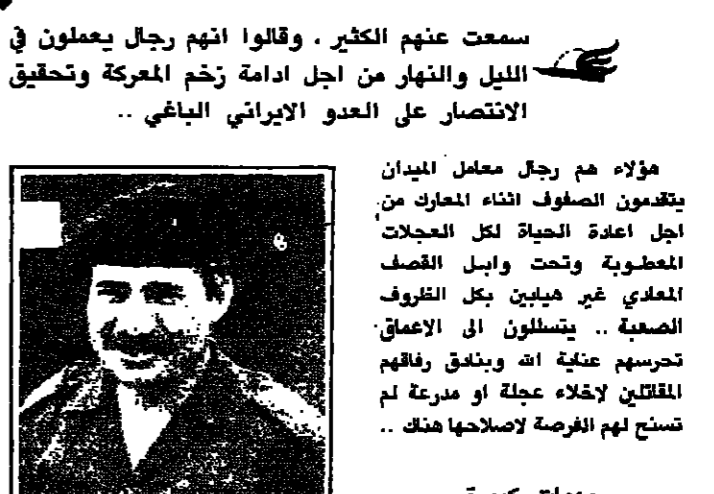 سمعت عنهم الكثير . وقالوا انهم رجال يعملون في
الليل والنهار من اجل ادامة زخم المعركة وتحقيق
الانتصار على العدو الايراني الباغي ..
هؤلاء هم رجال معامل الميدان
يتقدمون الصفوف اثناء المعارك من
اجل اعادة الحياة لكل العجلات
المعطوبة وتحت وابل القصف
المعادي غير هيابين بكل الظروف
الصعبة .. يتسللون الى الاعماق
تحرسهم عناية الله وبنادق رفاقهم
المقاتلين لإخلاء عجلة او مدرعة لم
تسنح لهم الفرصة لاصلاحها هناك ..